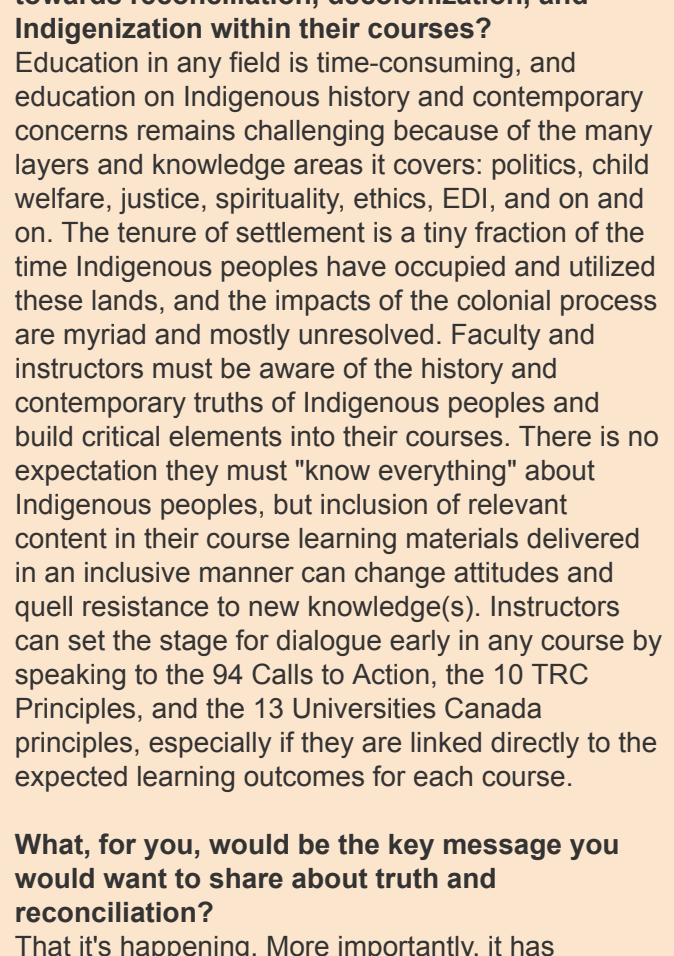 towards reconciliation, decolonization, and
Indigenization within their courses?
Education in any field is time-consuming, and
education on Indigenous history and contemporary
concerns remains challenging because of the many
layers and knowledge areas it covers: politics, child
welfare, justice, spirituality, ethics, EDI, and on and
on. The tenure of settlement is a tiny fraction of the
time Indigenous peoples have occupied and utilized
these lands, and the impacts of the colonial process
are myriad and mostly unresolved. Faculty and
instructors must be aware of the history and
contemporary truths of Indigenous peoples and
build critical elements into their courses. There is no
expectation they must "know everything" about
Indigenous peoples, but inclusion of relevant
content in their course learning materials delivered
in an inclusive manner can change attitudes and
quell resistance to new knowledge(s). Instructors
can set the stage for dialogue early in any course by
speaking to the 94 Calls to Action, the 10 TRC
Principles, and the 13 Universities Canada
principles, especially if they are linked directly to the
expected learning outcomes for each course.
What, for you, would be the key message you
would want to share about truth and
reconciliation?
That it's happening. More importantly, it has